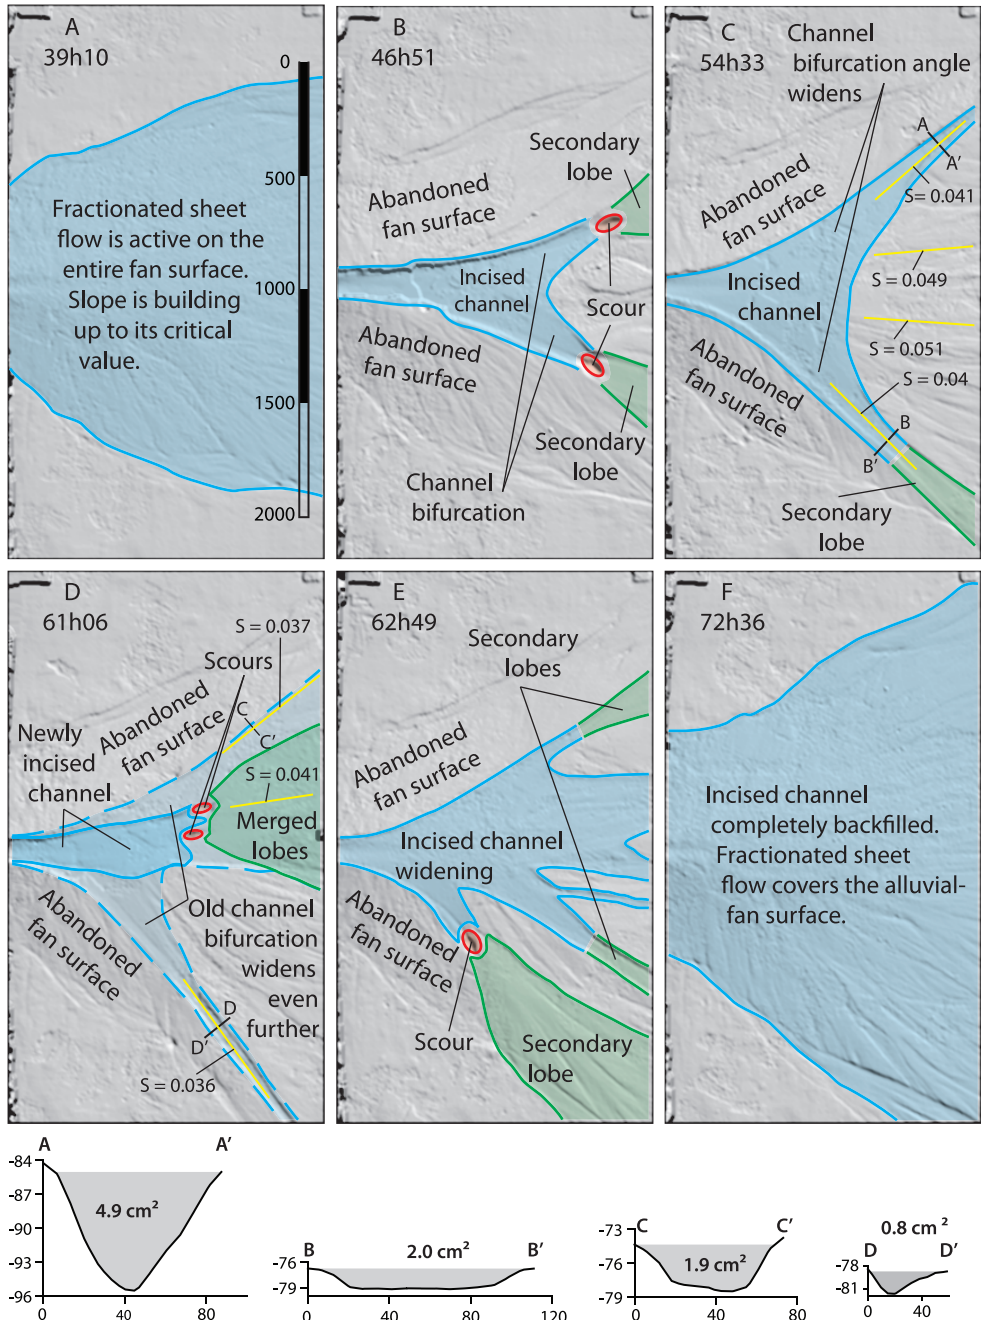 A
39h10
0
500
1000
1500
2000
Fractionated sheet
flow is active on the
entire fan surface.
Slope is building
up to its critical
value.
B
46h51
Secondary
lobe
Abandoned
fan surface
Incised
channel
Scour
Abandoned
fan surface
Secondary
lobe
Channel
bifurcation
C
54h33
Channel
bifurcation angle
widens
A
A'
S= 0.041
Abandoned
fan surface
S = 0.049
Incised
channel
S = 0.051
S = 0.04
Abandoned
fan surface
B
B'
Secondary
lobe
D
61h06
S = 0.037
Scours
Abandoned
fan surface
C
C'
Newly
incised
channel
S = 0.041
Merged
lobes
Abandoned
fan surface
Old channel
bifurcation
widens
even
further
D
D'
S = 0.036
E
62h49
Secondary
lobes
Abandoned
fan surface
Incised channel
widening
Abandoned
fan surface
Scour
Secondary
lobe
F
72h36
Incised channel
completely backfilled.
Fractionated sheet
flow covers the alluvial-
fan surface.
A A'
-84
-87
-90
-93
-96
4.9 cm²
0 40 80
B B'
2.0 cm²
-76
-79
0 40 80 120
C C'
-73
-76
-79
1.9 cm²
0 40 80
0.8 cm²
D D'
-78
-81
0 40